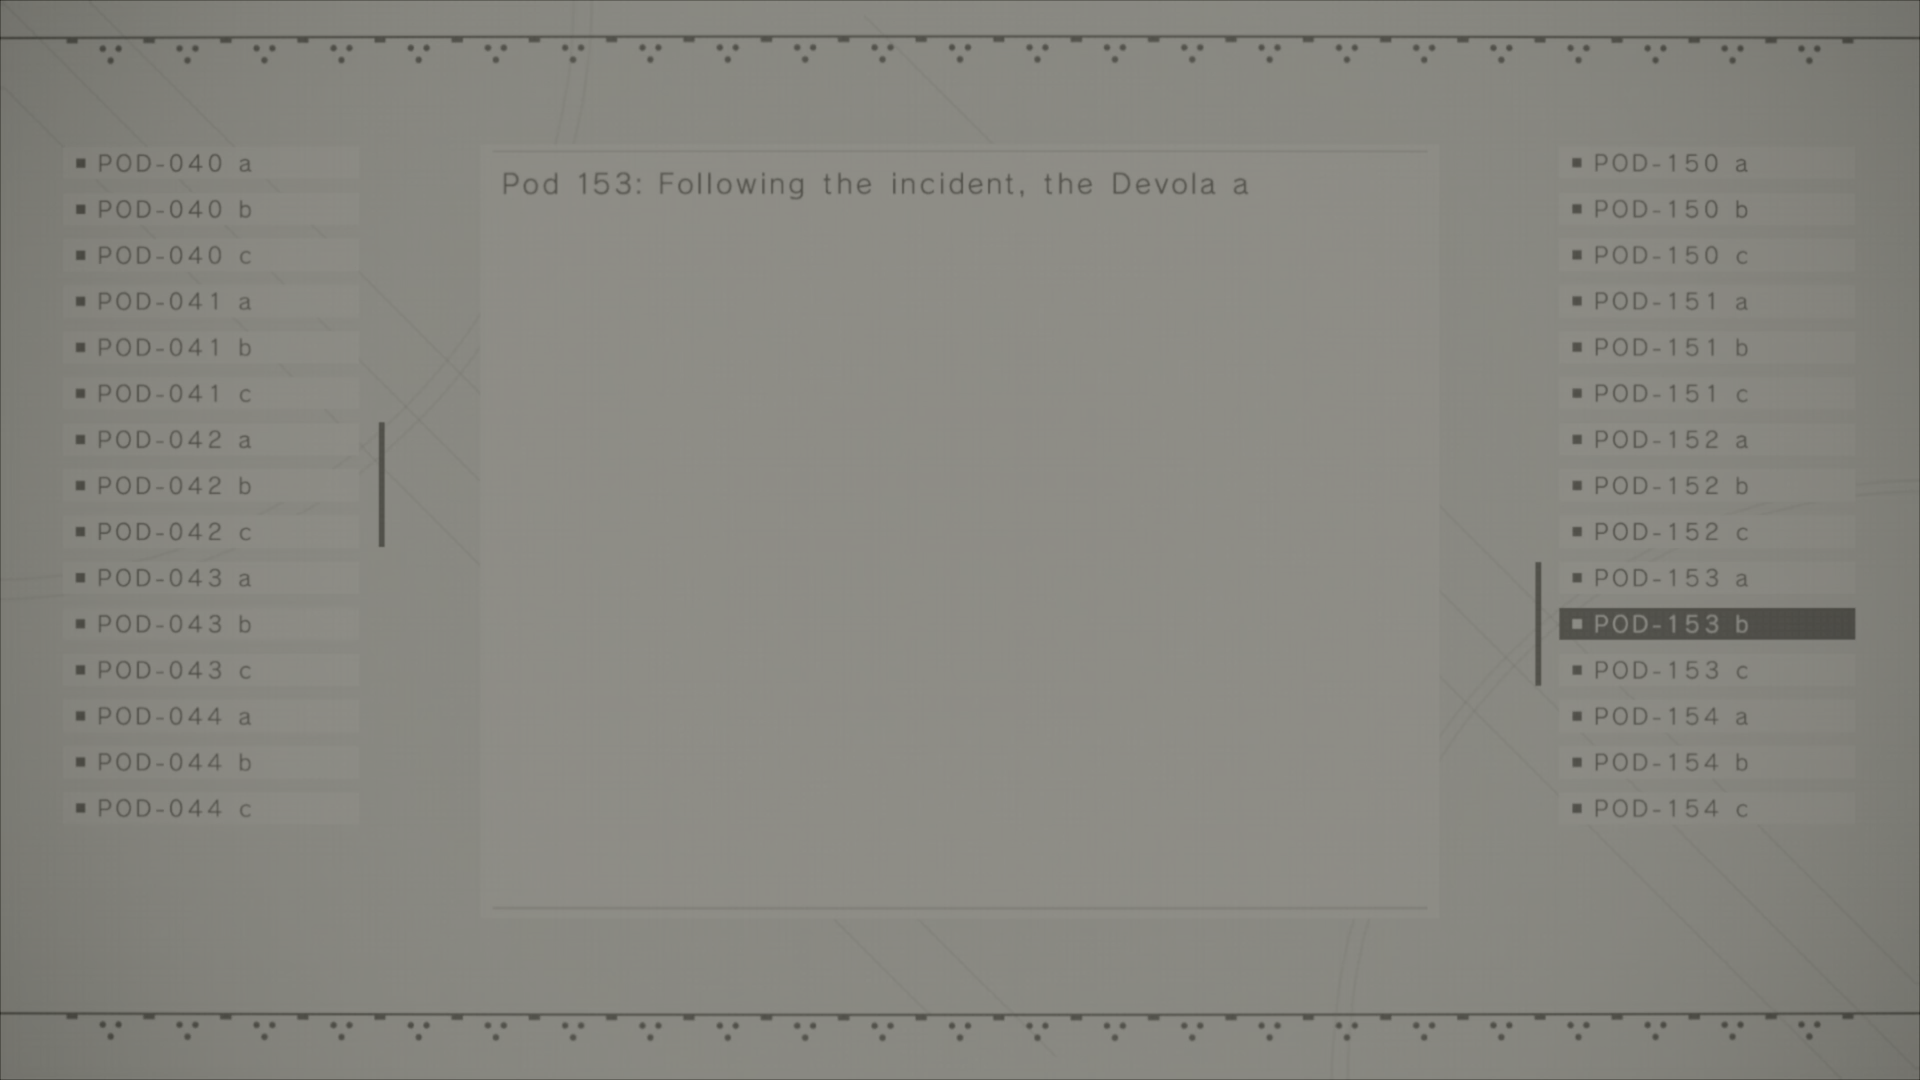 POD-040 a
POD-040 b
POD-040 c
POD-041 a
POD-041 b
POD-041 c
POD-042 a
POD-042 b
POD-042 c
POD-043 a
POD-043 b
POD-043 c
POD-044 a
POD-044 b
POD-044 c
Pod 153: Following the incident, the Devola a
POD-150 a
POD-150 b
POD-150 c
POD-151 a
POD-151 b
POD-151 c
POD-152 a
POD-152 b
POD-152 c
POD-153 a
POD-153 b
POD-153 c
POD-154 a
POD-154 b
POD-154 c